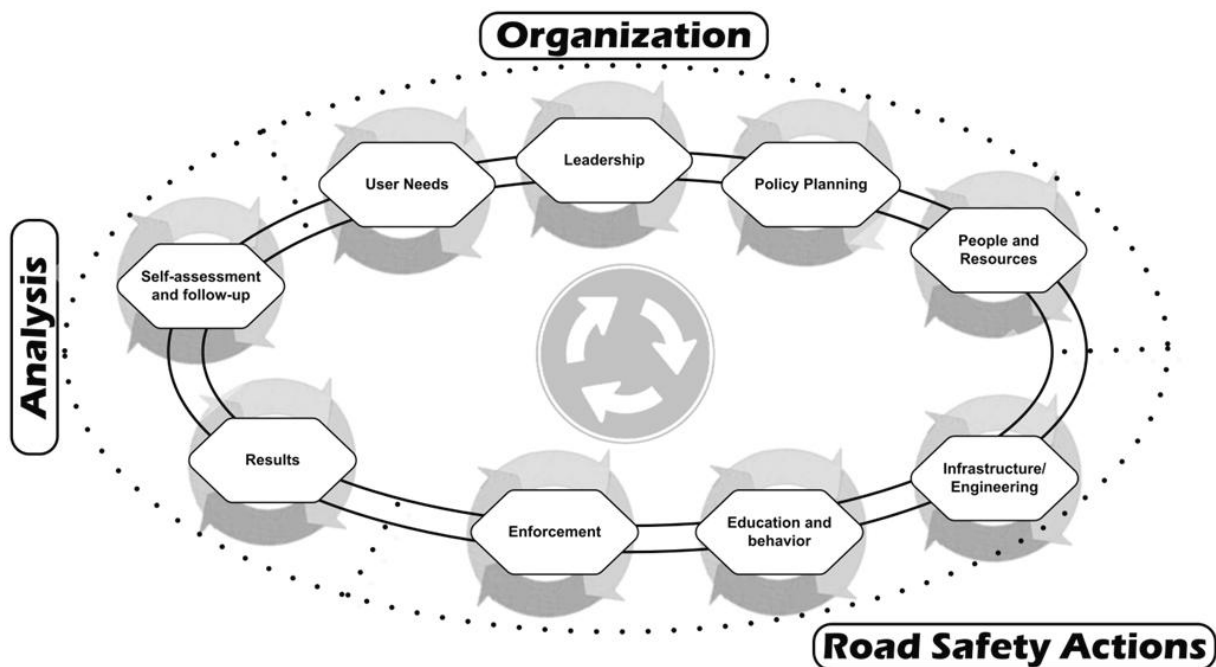 Organization
Leadership
User Needs
Policy Planning
People and
Resources
Analysis
Self-assessment
and follow-up
Results
Enforcement
Education and
behavior
Infrastructure/
Engineering
Road Safety Actions